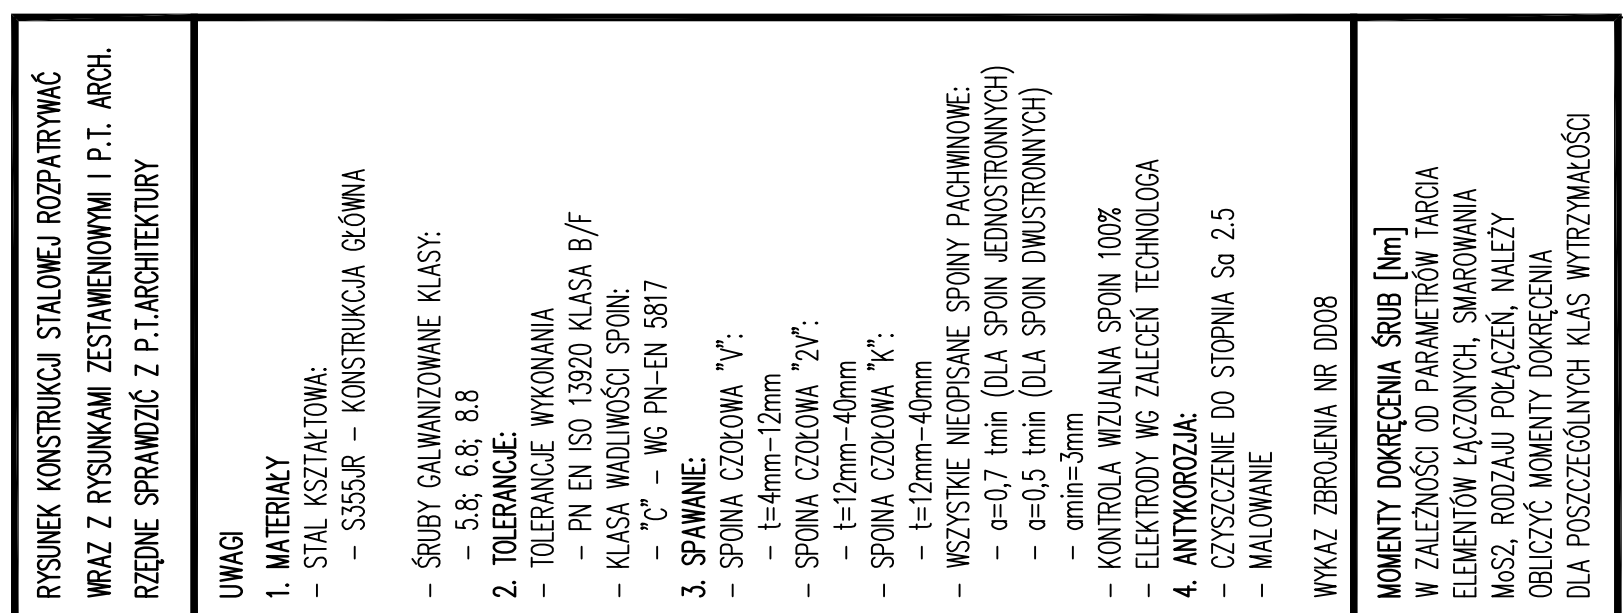 RYSUNEK KONSTRUKCJI STALOWEJ ROZPATRYWAĆ
WRAZ Z RYSUNKAMI ZESTAWIENIOWYMI I P.T. ARCH.
RZĘDNE SPRAWDZIĆ Z P.T.ARCHITEKTURY
UWAGI
1. MATERIAŁY
- STAL KSZTAŁTOWA:
- S355JR - KONSTRUKCJA GŁÓWNA
- ŚRUBY GALWANIZOWANE KLASY:
- 5.8; 6.8; 8.8
2. TOLERANCJE:
- TOLERANCJE WYKONANIA
- PN EN ISO 13920 KLASA B/F
- KLASA WADLIWOŚCI SPOIN:
- "C" - WG PN-EN 5817
3. SPAWANIE:
- SPOINA CZOŁOWA "V":
- t=4mm-12mm
- SPOINA CZOŁOWA "2V":
- t=12mm-40mm
- SPOINA CZOŁOWA "K":
- t=12mm-40mm
- WSZYSTKIE NIEOPISANE SPOINY PACHWINOWE:
- a=0,7 tmin (DLA SPOIN JEDNOSTRONNYCH)
- a=0,5 tmin (DLA SPOIN DWUSTRONNYCH)
- amin=3mm
- KONTROLA WIZUALNA SPOIN 100%
- ELEKTRODY WG ZALECEŃ TECHNOLOGA
4. ANTYKOROZJA:
- CZYSZCZENIE DO STOPNIA Sa 2.5
- MALOWANIE
WYKAZ ZBROJENIA NR DD08
MOMENTY DOKRĘCENIA ŚRUB [Nm]
W ZALEŻNOŚCI OD PARAMETRÓW TARCIA
ELEMENTÓW ŁĄCZONYCH, SMAROWANIA
MoS2, RODZAJU POŁĄCZEŃ, NALEŻY
OBLICZYĆ MOMENTY DOKRĘCENIA
DLA POSZCZEGÓLNYCH KLAS WYTRZYMAŁOŚCI